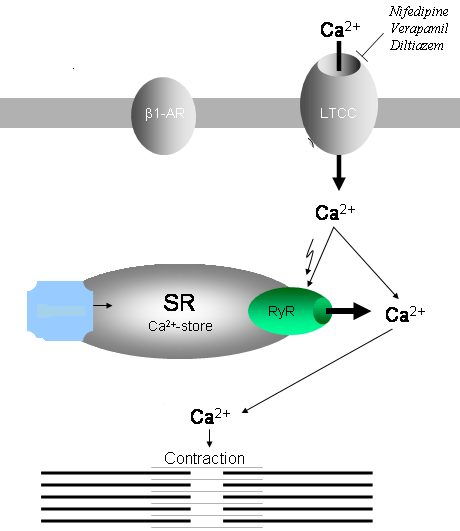 Nifedipine
Verapamil
Diltiazem
Ca2+
β1-AR
LTCC
Ca2+
SR
Ca2+-store
RyR
Ca2+
Ca2+
Contraction